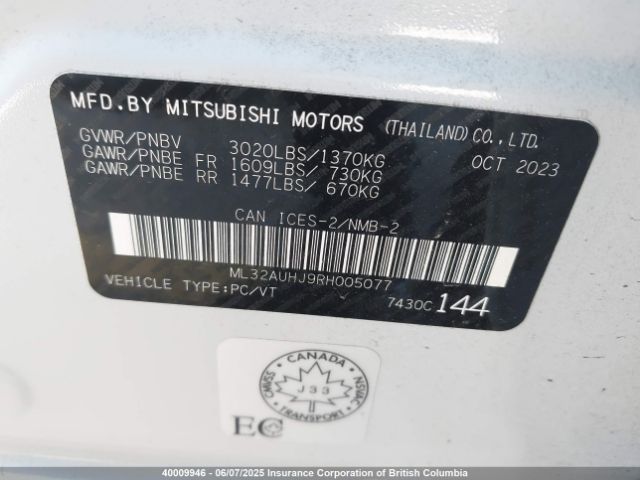 MFD.BY MITSUBISHI MOTORS (THAILAND)CO.,LTD.
GVWR/PNBV 3020LBS/1370KG OCT 2023
GAWR/PNBE FR 1609LBS/ 730KG
GAWR/PNBE RR 1477LBS/ 670KG
CAN ICES-2/NMB-2
ML32AUHJ9RH005077
VEHICLE TYPE:PC/VT 7430C 144
CANADA
CMVSS J33 NSVAC
TRANSPORT
EC
40009946 - 06/07/2025 Insurance Corporation of British Columbia